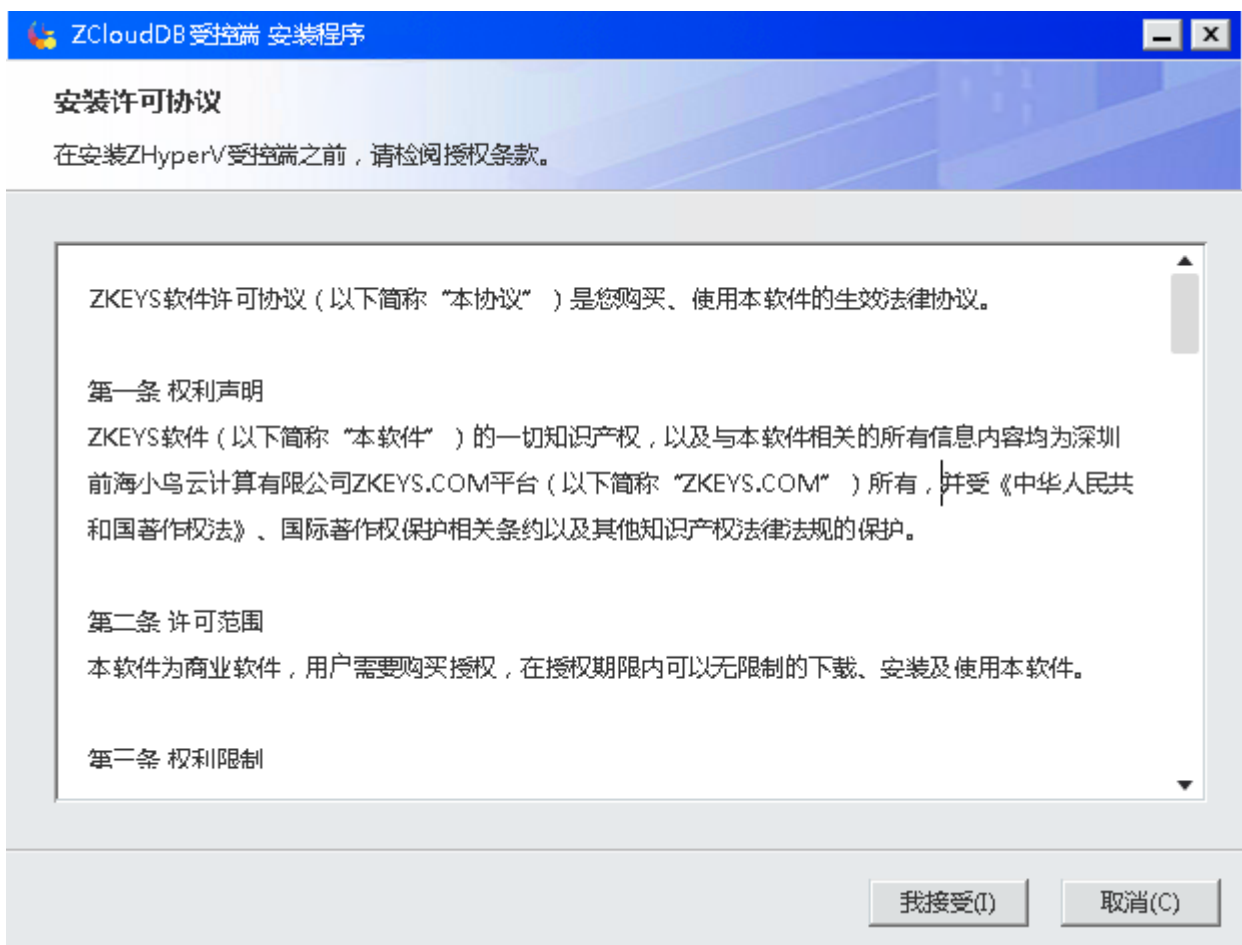 ZCloudDB受控端 安装程序
安装许可协议
在安装ZHyperV受控端之前，请检阅授权条款。
ZKEYS软件许可协议（以下简称“本协议”）是您购买、使用本软件的生效法律协议。
第一条 权利声明
ZKEYS软件（以下简称“本软件”）的一切知识产权，以及与本软件相关的所有信息内容均为深圳
前海小鸟云计算有限公司ZKEYS.COM平台（以下简称“ZKEYS.COM”）所有，并受《中华人民共
和国著作权法》、国际著作权保护相关条约以及其他知识产权法律法规的保护。
第二条 许可范围
本软件为商业软件，用户需要购买授权，在授权期限内可以无限制的下载、安装及使用本软件。
第三条 权利限制
我接受(I)
取消(C)